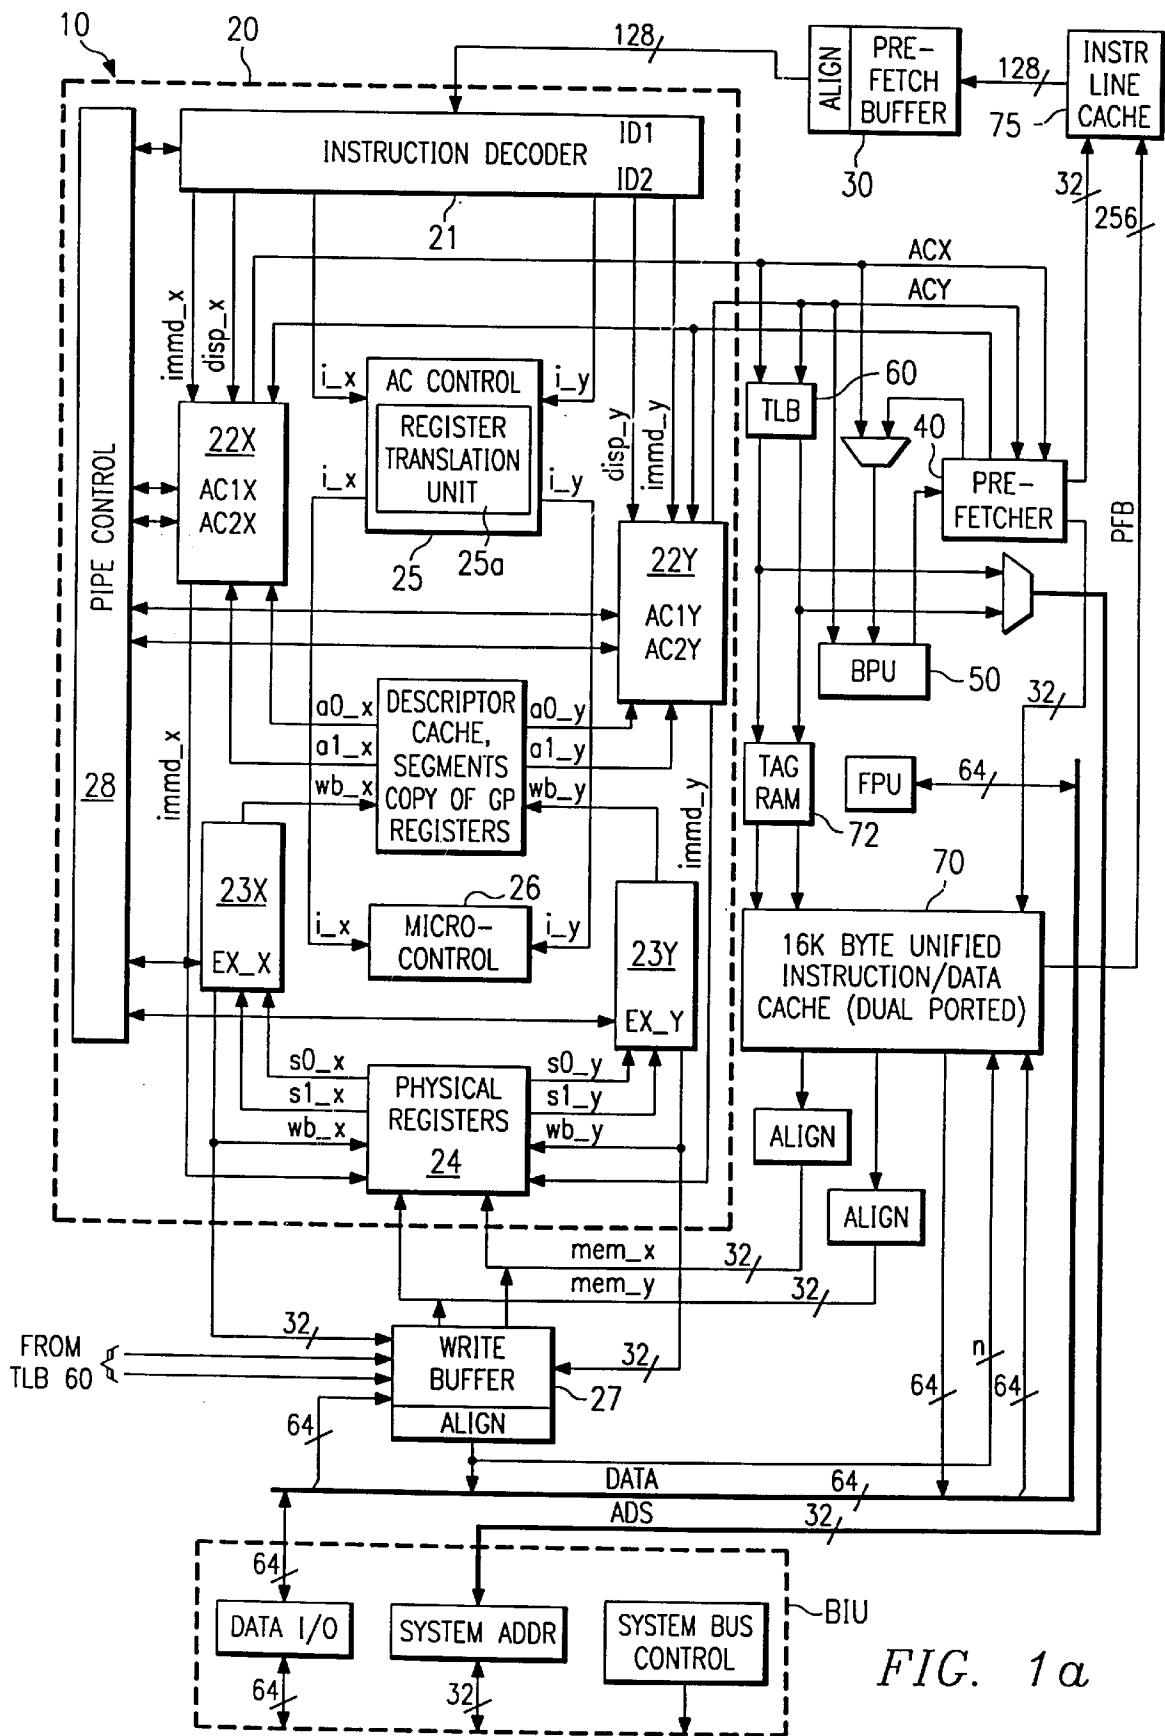 10
20
128
ALIGN
PRE-
FETCH
BUFFER
30
128
INSTR
LINE
CACHE
75
32
256
PFB
INSTRUCTION DECODER
ID1
ID2
21
PIPE CONTROL
28
immd_x
disp_x
i_x
AC CONTROL
REGISTER
TRANSLATION
UNIT
i_y
i_x
i_y
25
25a
disp_y
immd_y
ACX
ACY
22X
AC1X
AC2X
22Y
AC1Y
AC2Y
TLB
60
40
PRE-
FETCHER
BPU
50
32
immd_x
a0_x
a1_x
wb_x
DESCRIPTOR
CACHE,
SEGMENTS
COPY OF GP
REGISTERS
a0_y
a1_y
wb_y
immd_y
TAG
RAM
72
FPU
64
23X
EX_X
26
i_x
MICRO-
CONTROL
i_y
23Y
EX_Y
70
16K BYTE UNIFIED
INSTRUCTION/DATA
CACHE (DUAL PORTED)
s0_x
s1_x
wb_x
PHYSICAL
REGISTERS
24
s0_y
s1_y
wb_y
ALIGN
ALIGN
mem_x
32
mem_y
32
FROM
TLB 60
32
WRITE
BUFFER
ALIGN
32
27
64
n
64
64
DATA
64
ADS
32
64
DATA I/O
64
SYSTEM ADDR
32
SYSTEM BUS
CONTROL
BIU
FIG. 1a